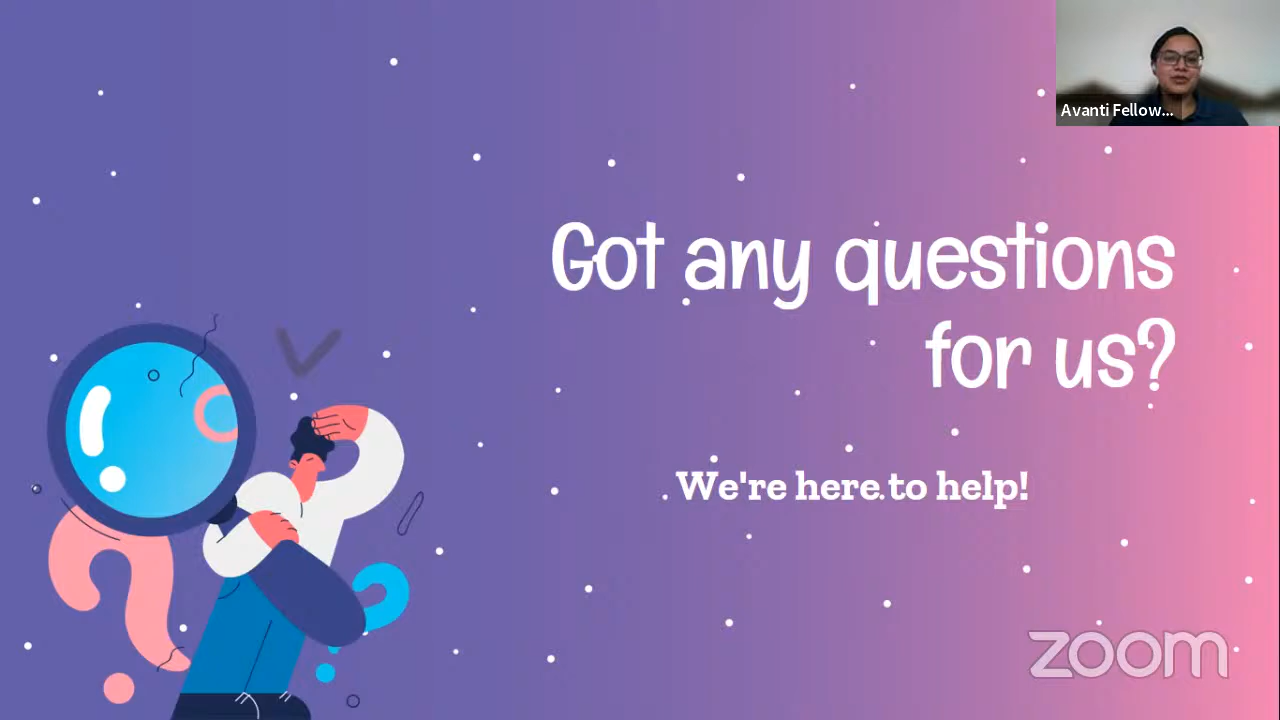 Avanti Fellow...
Got any questions
for us?
We're here to help!
zoom